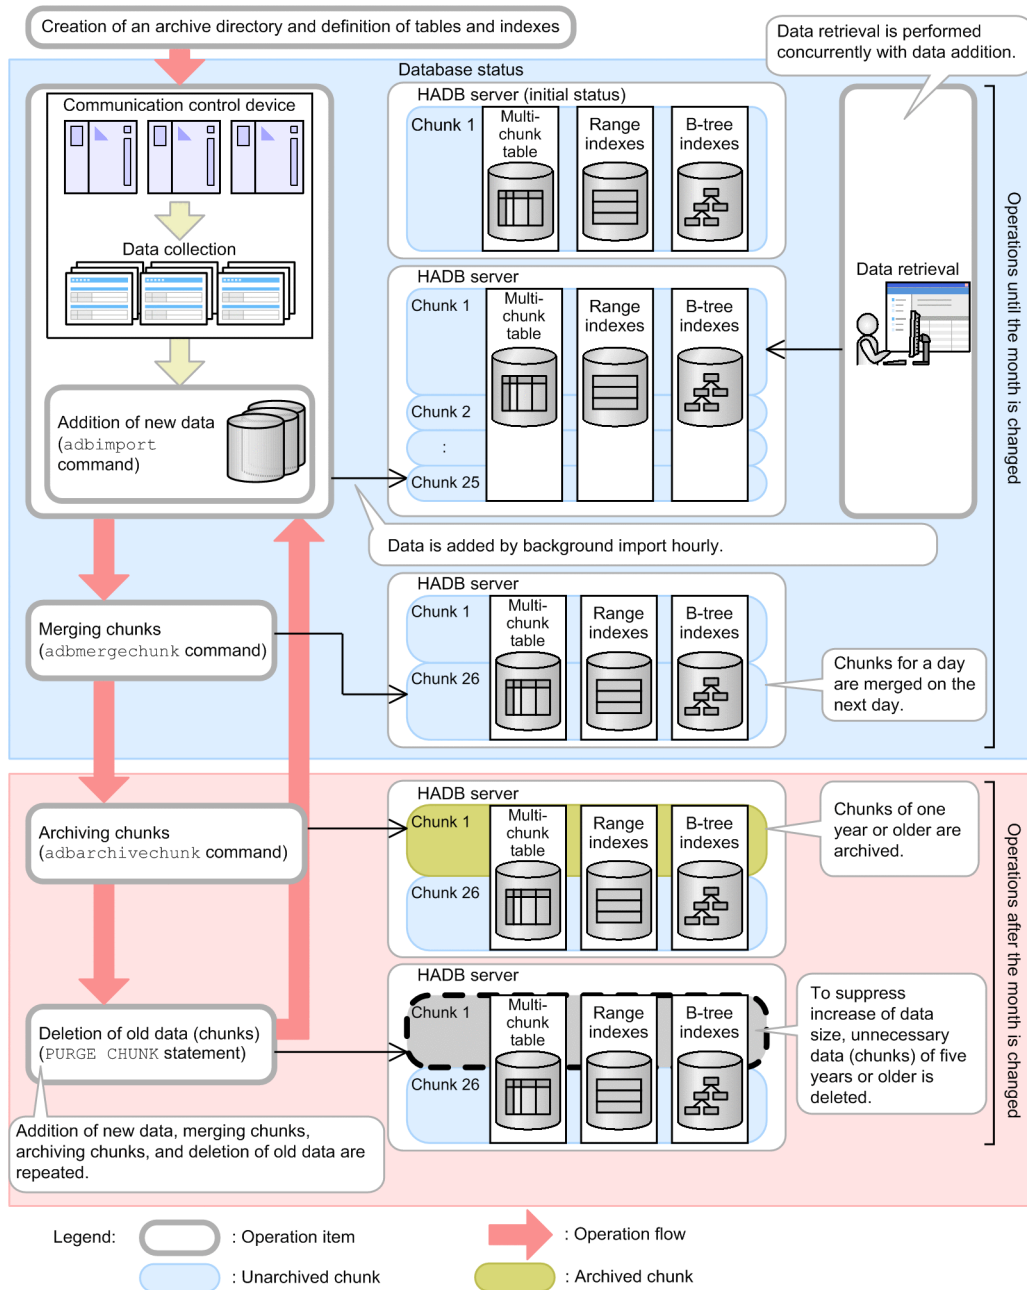 Creation of an archive directory and definition of tables and indexes
Data retrieval is performed
concurrently with data addition.
Database status
Communication control device
Data collection
Addition of new data
(adbimport
command)
HADB server (initial status)
Chunk 1
Multi-
chunk
table
Range
indexes
B-tree
indexes
HADB server
Chunk 1
Multi-
chunk
table
Range
indexes
B-tree
indexes
Chunk 2
:
Chunk 25
Data retrieval
Operations until the month is changed
Data is added by background import hourly.
Merging chunks
(adbmergechunk command)
HADB server
Chunk 1
Multi-
chunk
table
Range
indexes
B-tree
indexes
Chunk 26
Chunks for a day
are merged on the
next day.
Archiving chunks
(adbarchivechunk command)
HADB server
Chunk 1
Multi-
chunk
table
Range
indexes
B-tree
indexes
Chunk 26
Chunks of one
year or older are
archived.
Operations after the month is changed
Deletion of old data (chunks)
(PURGE CHUNK statement)
HADB server
Chunk 1
Multi-
chunk
table
Range
indexes
B-tree
indexes
Chunk 26
To suppress
increase of data
size, unnecessary
data (chunks) of five
years or older is
deleted.
Addition of new data, merging chunks,
archiving chunks, and deletion of old data are
repeated.
Legend:
: Operation item
: Operation flow
: Unarchived chunk
: Archived chunk